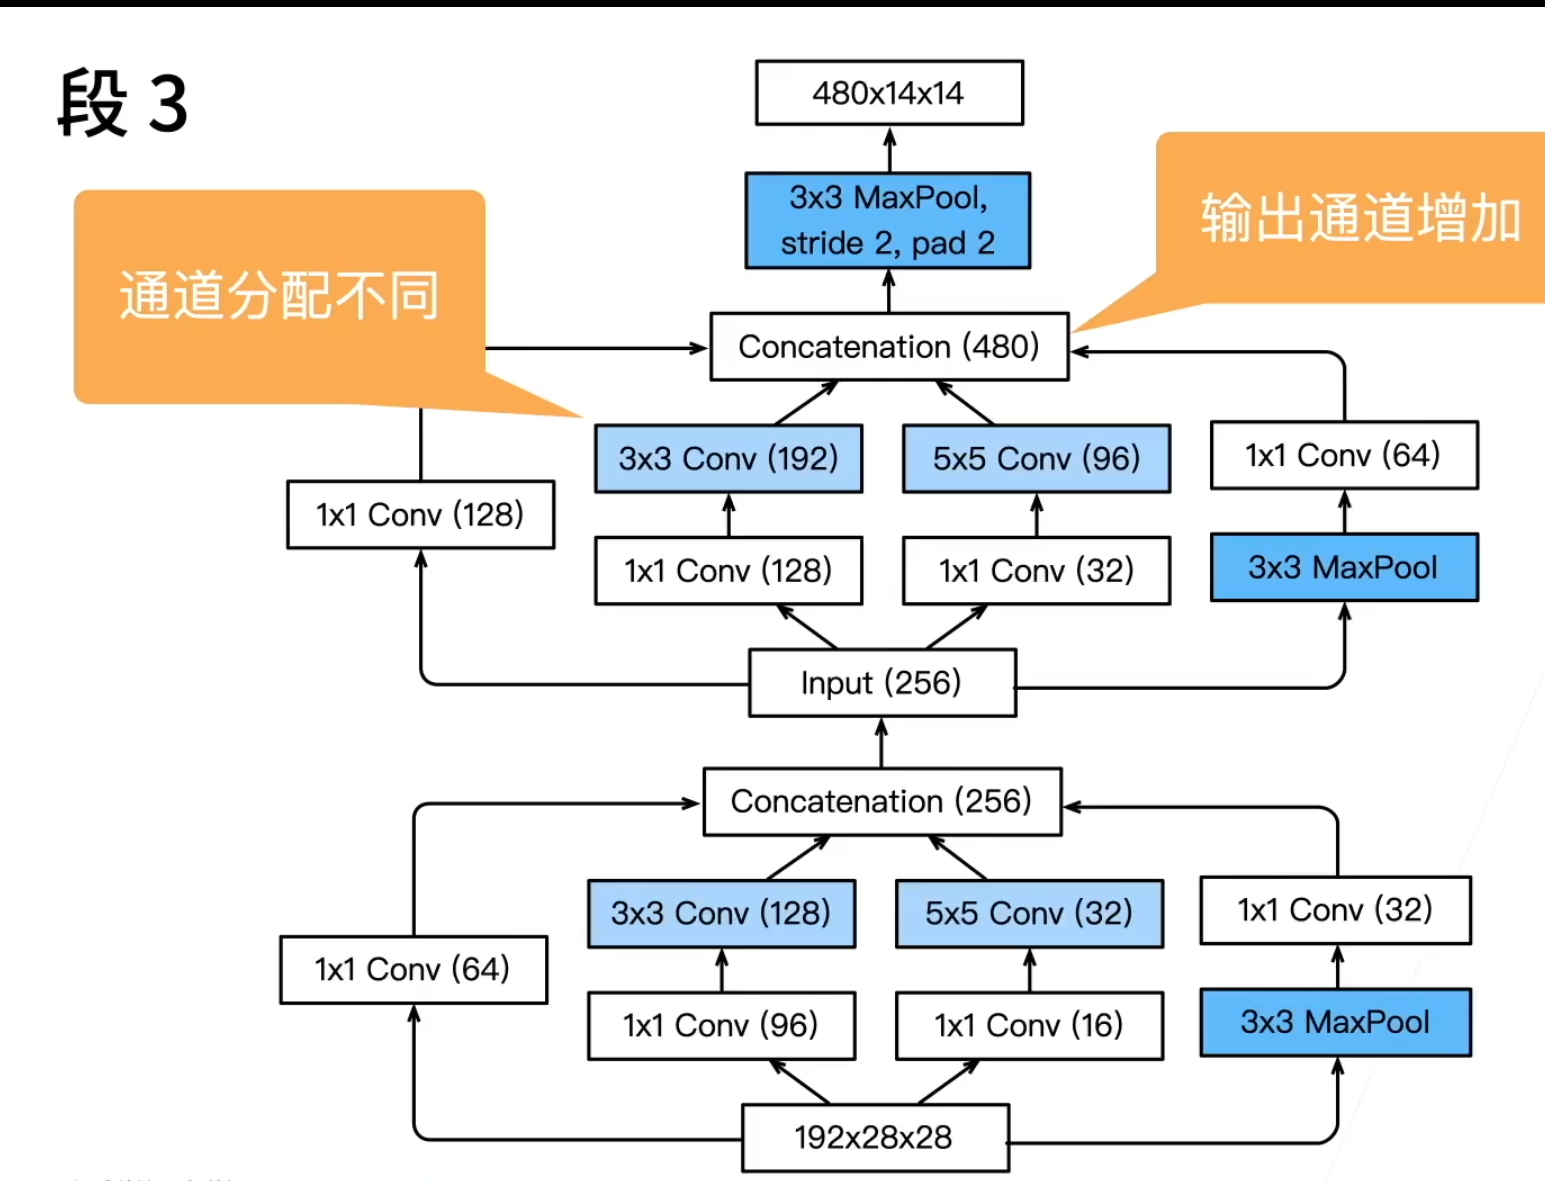 段 3
480x14x14
3x3 MaxPool,
stride 2, pad 2
输出通道增加
通道分配不同
Concatenation (480)
3x3 Conv (192)
5x5 Conv (96)
1x1 Conv (64)
1x1 Conv (128)
1x1 Conv (128)
1x1 Conv (32)
3x3 MaxPool
Input (256)
Concatenation (256)
3x3 Conv (128)
5x5 Conv (32)
1x1 Conv (32)
1x1 Conv (64)
1x1 Conv (96)
1x1 Conv (16)
3x3 MaxPool
192x28x28